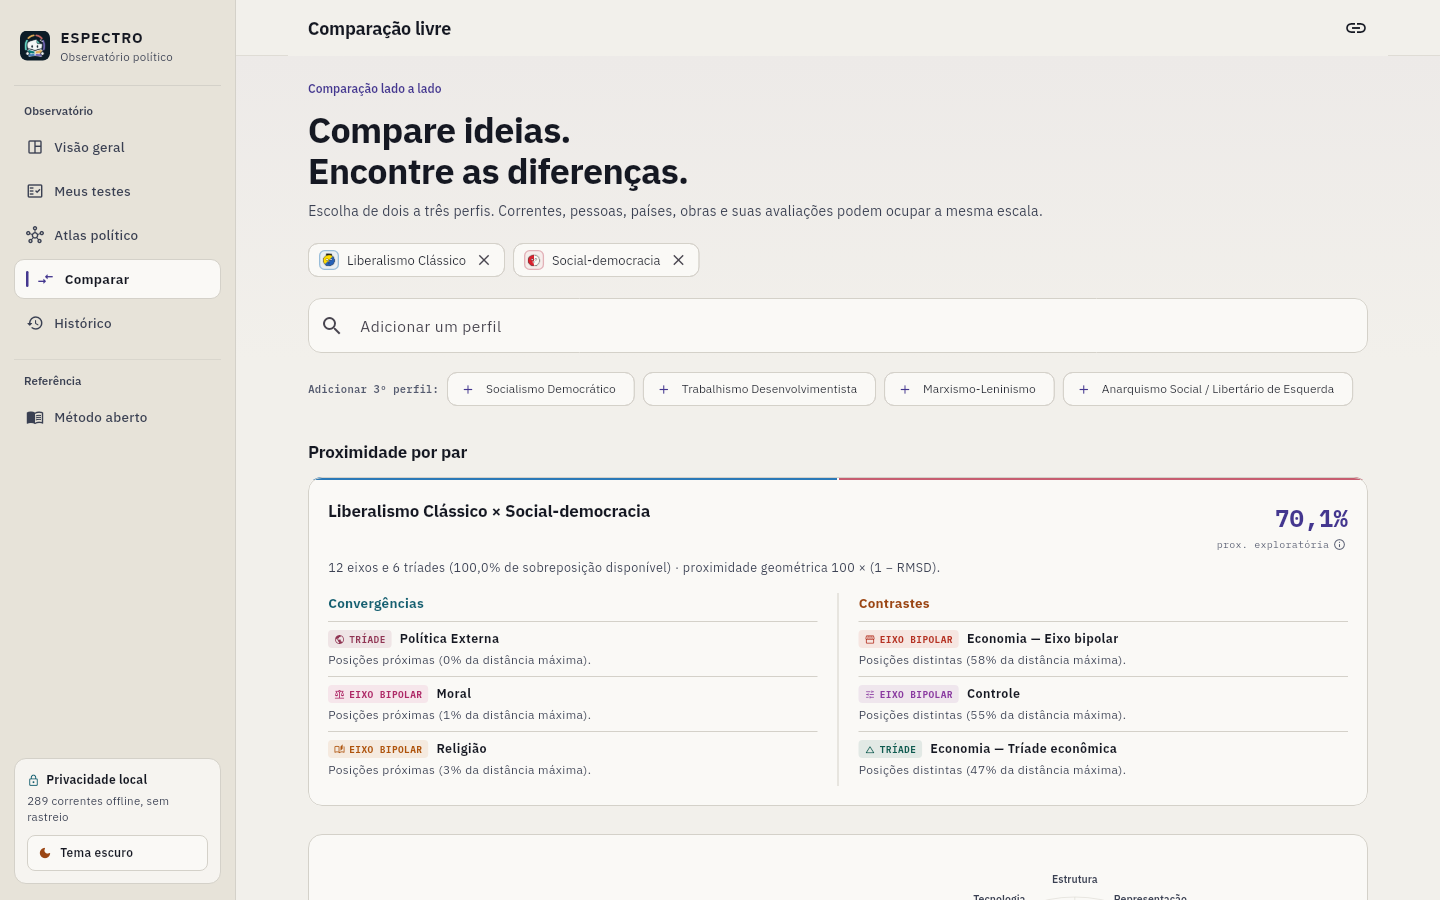 ESPECTRO
Observatório político
Observatório
Visão geral
Meus testes
Atlas político
Comparar
Histórico
Referência
Método aberto
Privacidade local
289 correntes offline, sem
rastreio
Tema escuro
Comparação livre
Comparação lado a lado
Compare ideias.
Encontre as diferenças.
Escolha de dois a três perfis. Correntes, pessoas, países, obras e suas avaliações podem ocupar a mesma escala.
Liberalismo Clássico
Social-democracia
Adicionar um perfil
Adicionar 3º perfil:
Socialismo Democrático
Trabalhismo Desenvolvimentista
Marxismo-Leninismo
Anarquismo Social / Libertário de Esquerda
Proximidade por par
Liberalismo Clássico × Social-democracia
70,1%
prox. exploratória
12 eixos e 6 tríades (100,0% de sobreposição disponível) · proximidade geométrica 100 × (1 − RMSD).
Convergências
TRÍADE Política Externa
Posições próximas (0% da distância máxima).
EIXO BIPOLAR Moral
Posições próximas (1% da distância máxima).
EIXO BIPOLAR Religião
Posições próximas (3% da distância máxima).
Contrastes
EIXO BIPOLAR Economia — Eixo bipolar
Posições distintas (58% da distância máxima).
EIXO BIPOLAR Controle
Posições distintas (55% da distância máxima).
TRÍADE Economia — Tríade econômica
Posições distintas (47% da distância máxima).
Estrutura
Tecnologia
Representação